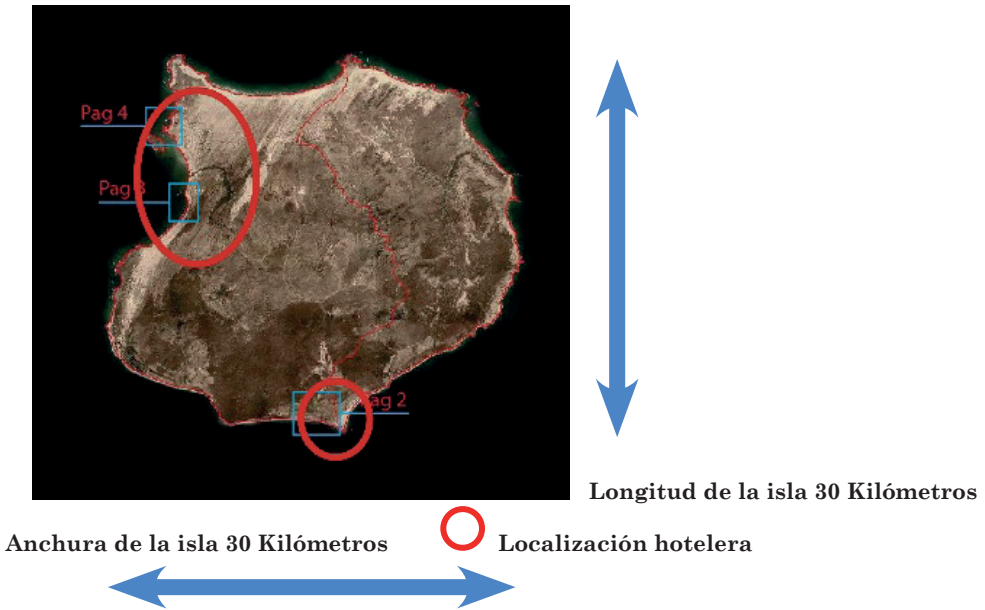 Pag 4
Pag 3
Pag 2
Longitud de la isla 30 Kilómetros
Anchura de la isla 30 Kilómetros
Localización hotelera